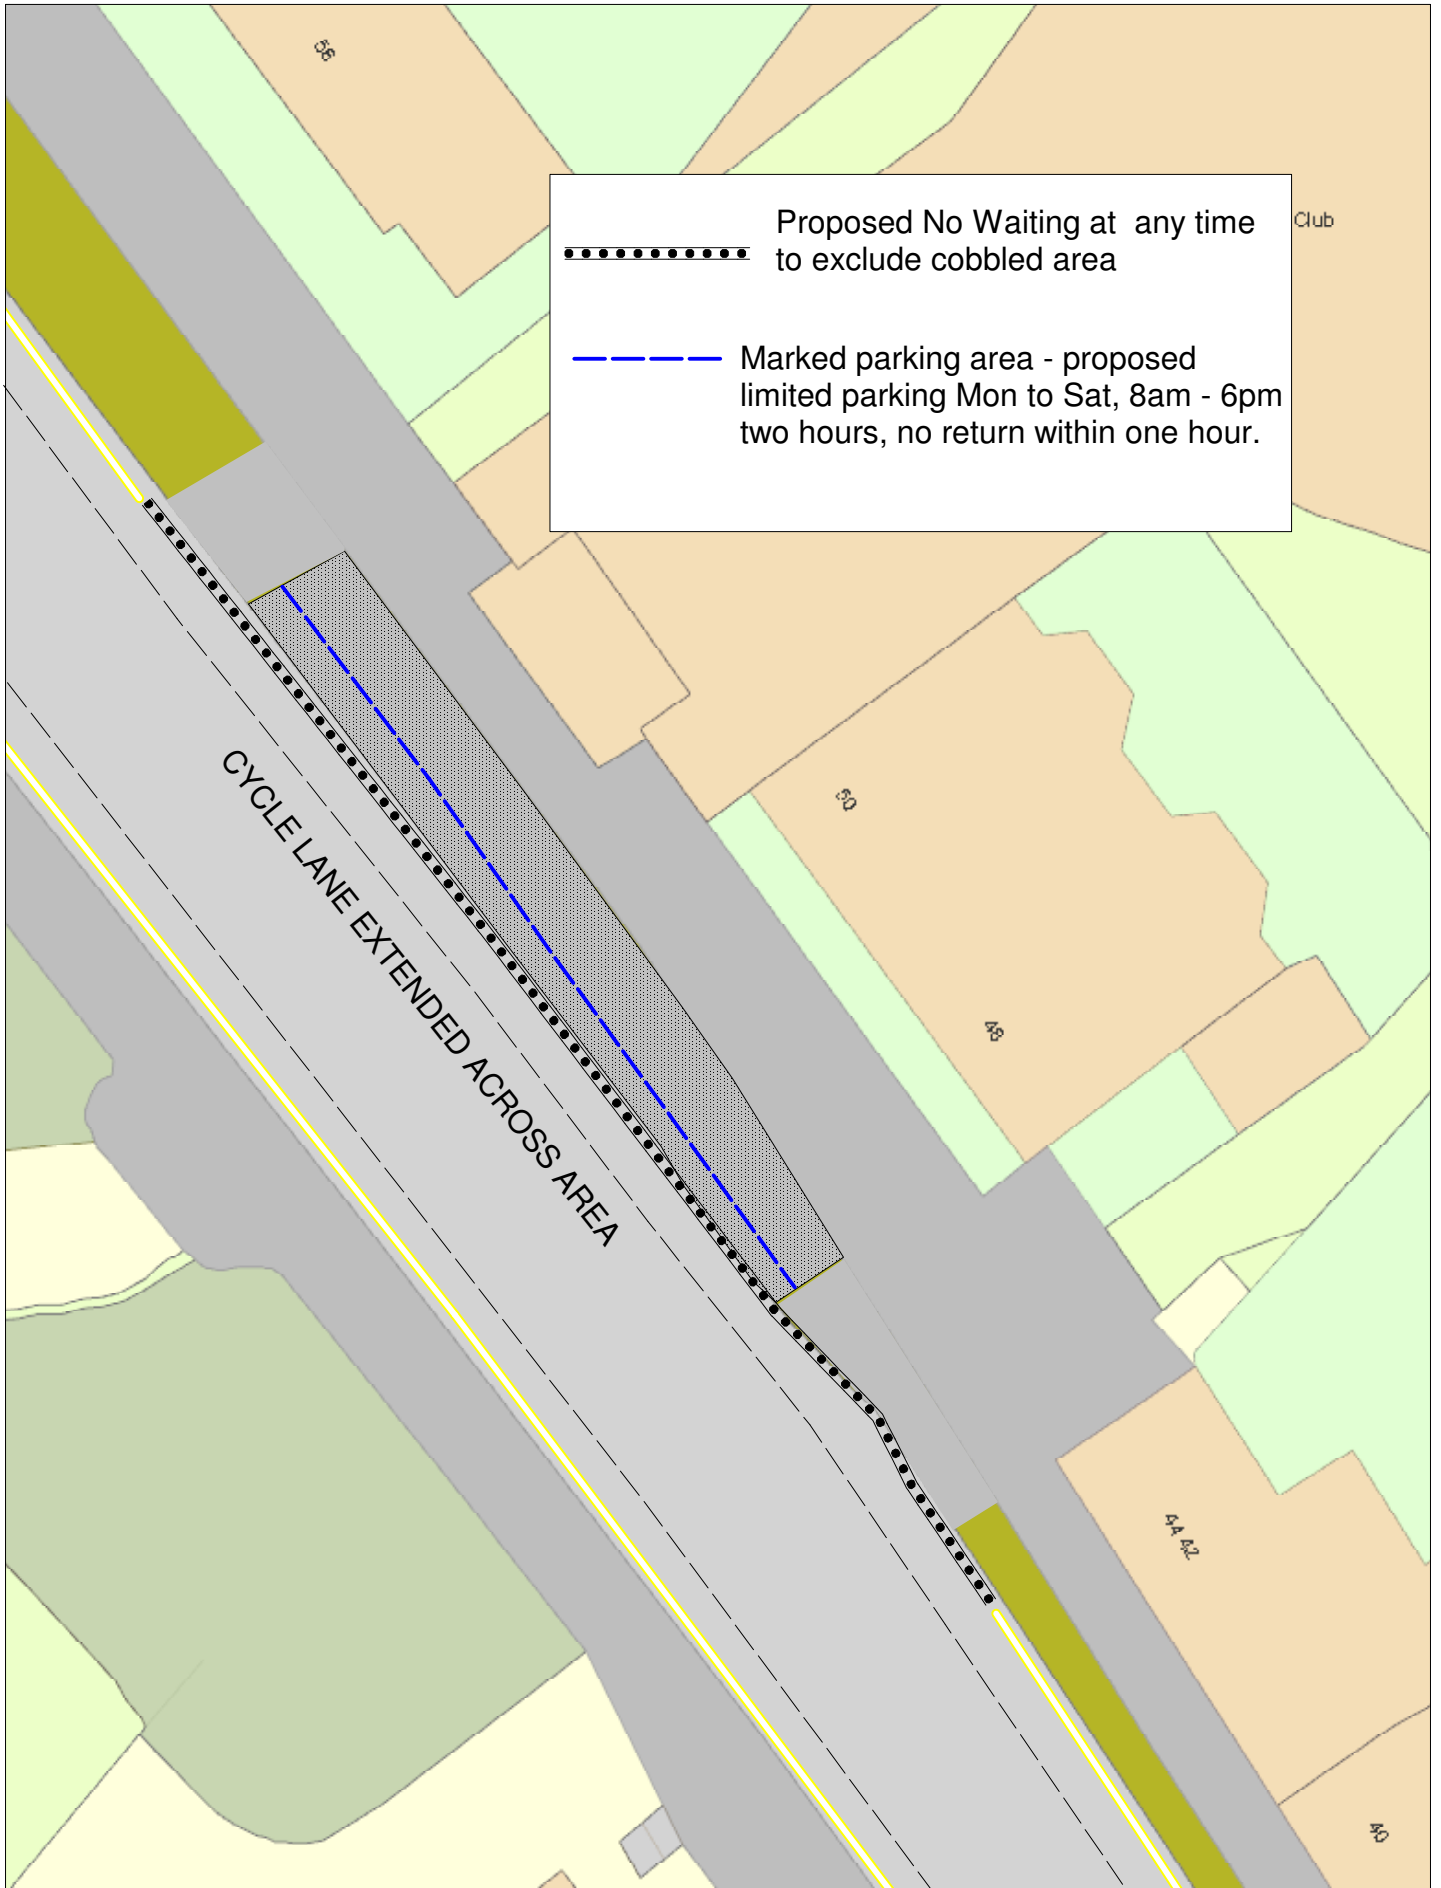 56
Proposed No Waiting at any time
to exclude cobbled area
Club
Marked parking area - proposed
limited parking Mon to Sat, 8am - 6pm
two hours, no return within one hour.
50
CYCLE LANE EXTENDED ACROSS AREA
48
44 42
40